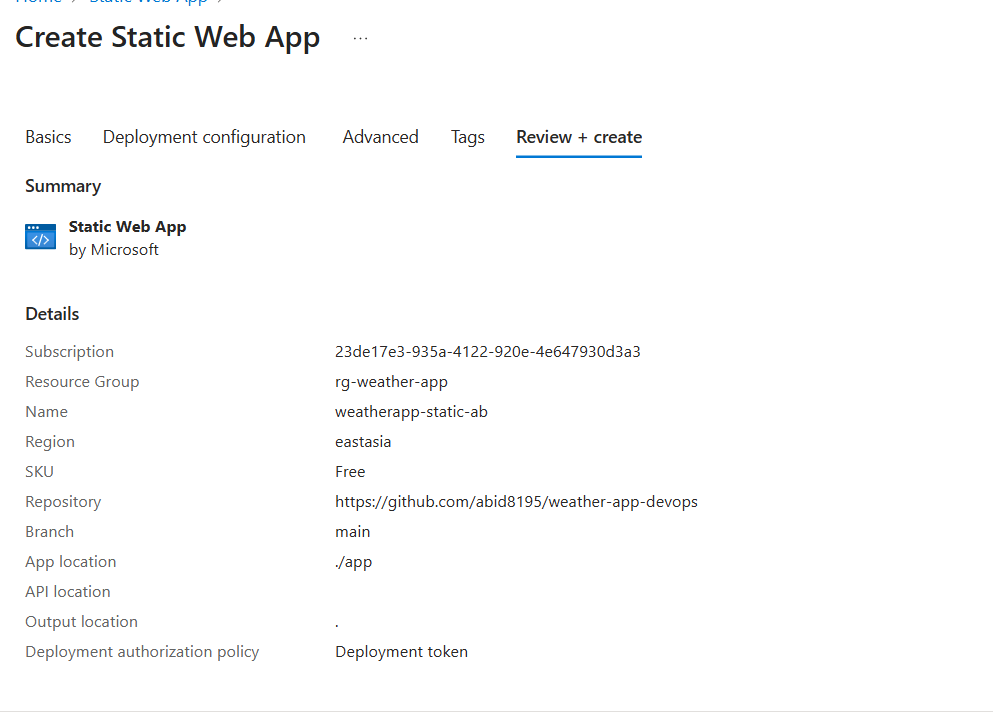 Home > Static Web App >
Create Static Web App ...
Basics Deployment configuration Advanced Tags Review + create
Summary
Static Web App
by Microsoft
Details
Subscription 23de17e3-935a-4122-920e-4e647930d3a3
Resource Group rg-weather-app
Name weatherapp-static-ab
Region eastasia
SKU Free
Repository https://github.com/abid8195/weather-app-devops
Branch main
App location ./app
API location
Output location .
Deployment authorization policy Deployment token